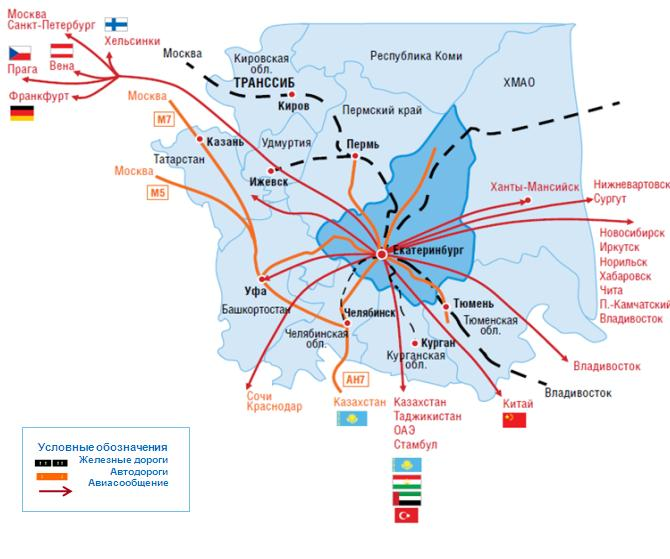 Москва
Санкт-Петербург
Хельсинки
Прага
Вена
Франкфурт
Москва
Кировская
обл.
ТРАНССИБ
Киров
Республика Коми
ХМАО
Москва
М7
Казань
Пермский край
Удмуртия
Пермь
Татарстан
Москва
М5
Ижевск
Ханты-Мансийск
Нижневартовск
Сургут
Новосибирск
Иркутск
Норильск
Хабаровск
Чита
П.-Камчатский
Владивосток
Екатеринбург
Уфа
Башкортостан
Челябинск
Челябинская
обл.
Тюмень
Тюменская
обл.
Курган
Курганская
обл.
Владивосток
Владивосток
АН7
Сочи
Краснодар
Казахстан
Казахстан
Таджикистан
ОАЭ
Стамбул
Китай
Условные обозначения
Железные дороги
Автодороги
Авиасообщение